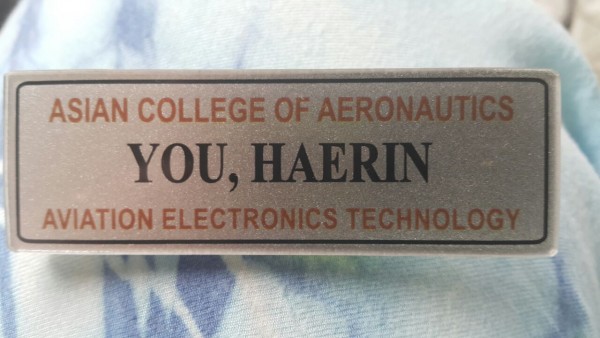 ASIAN COLLEGE OF AERONAUTICS
YOU, HAERIN
AVIATION ELECTRONICS TECHNOLOGY